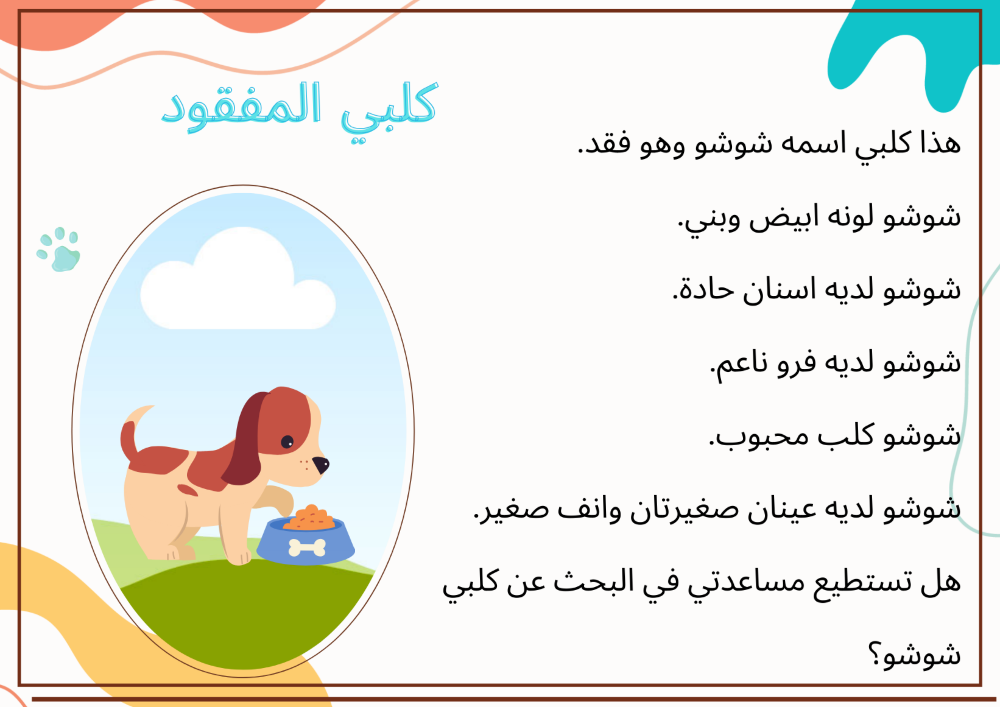 كلبي المفقود
هذا كلبي اسمه شوشو وهو فقد.
شوشو لونه ابيض وبني.
شوشو لديه اسنان حادة.
شوشو لديه فرو ناعم.
شوشو كلب محبوب.
شوشو لديه عينان صغيرتان وانف صغير.
هل تستطيع مساعدتي في البحث عن كلبي
شوشو؟